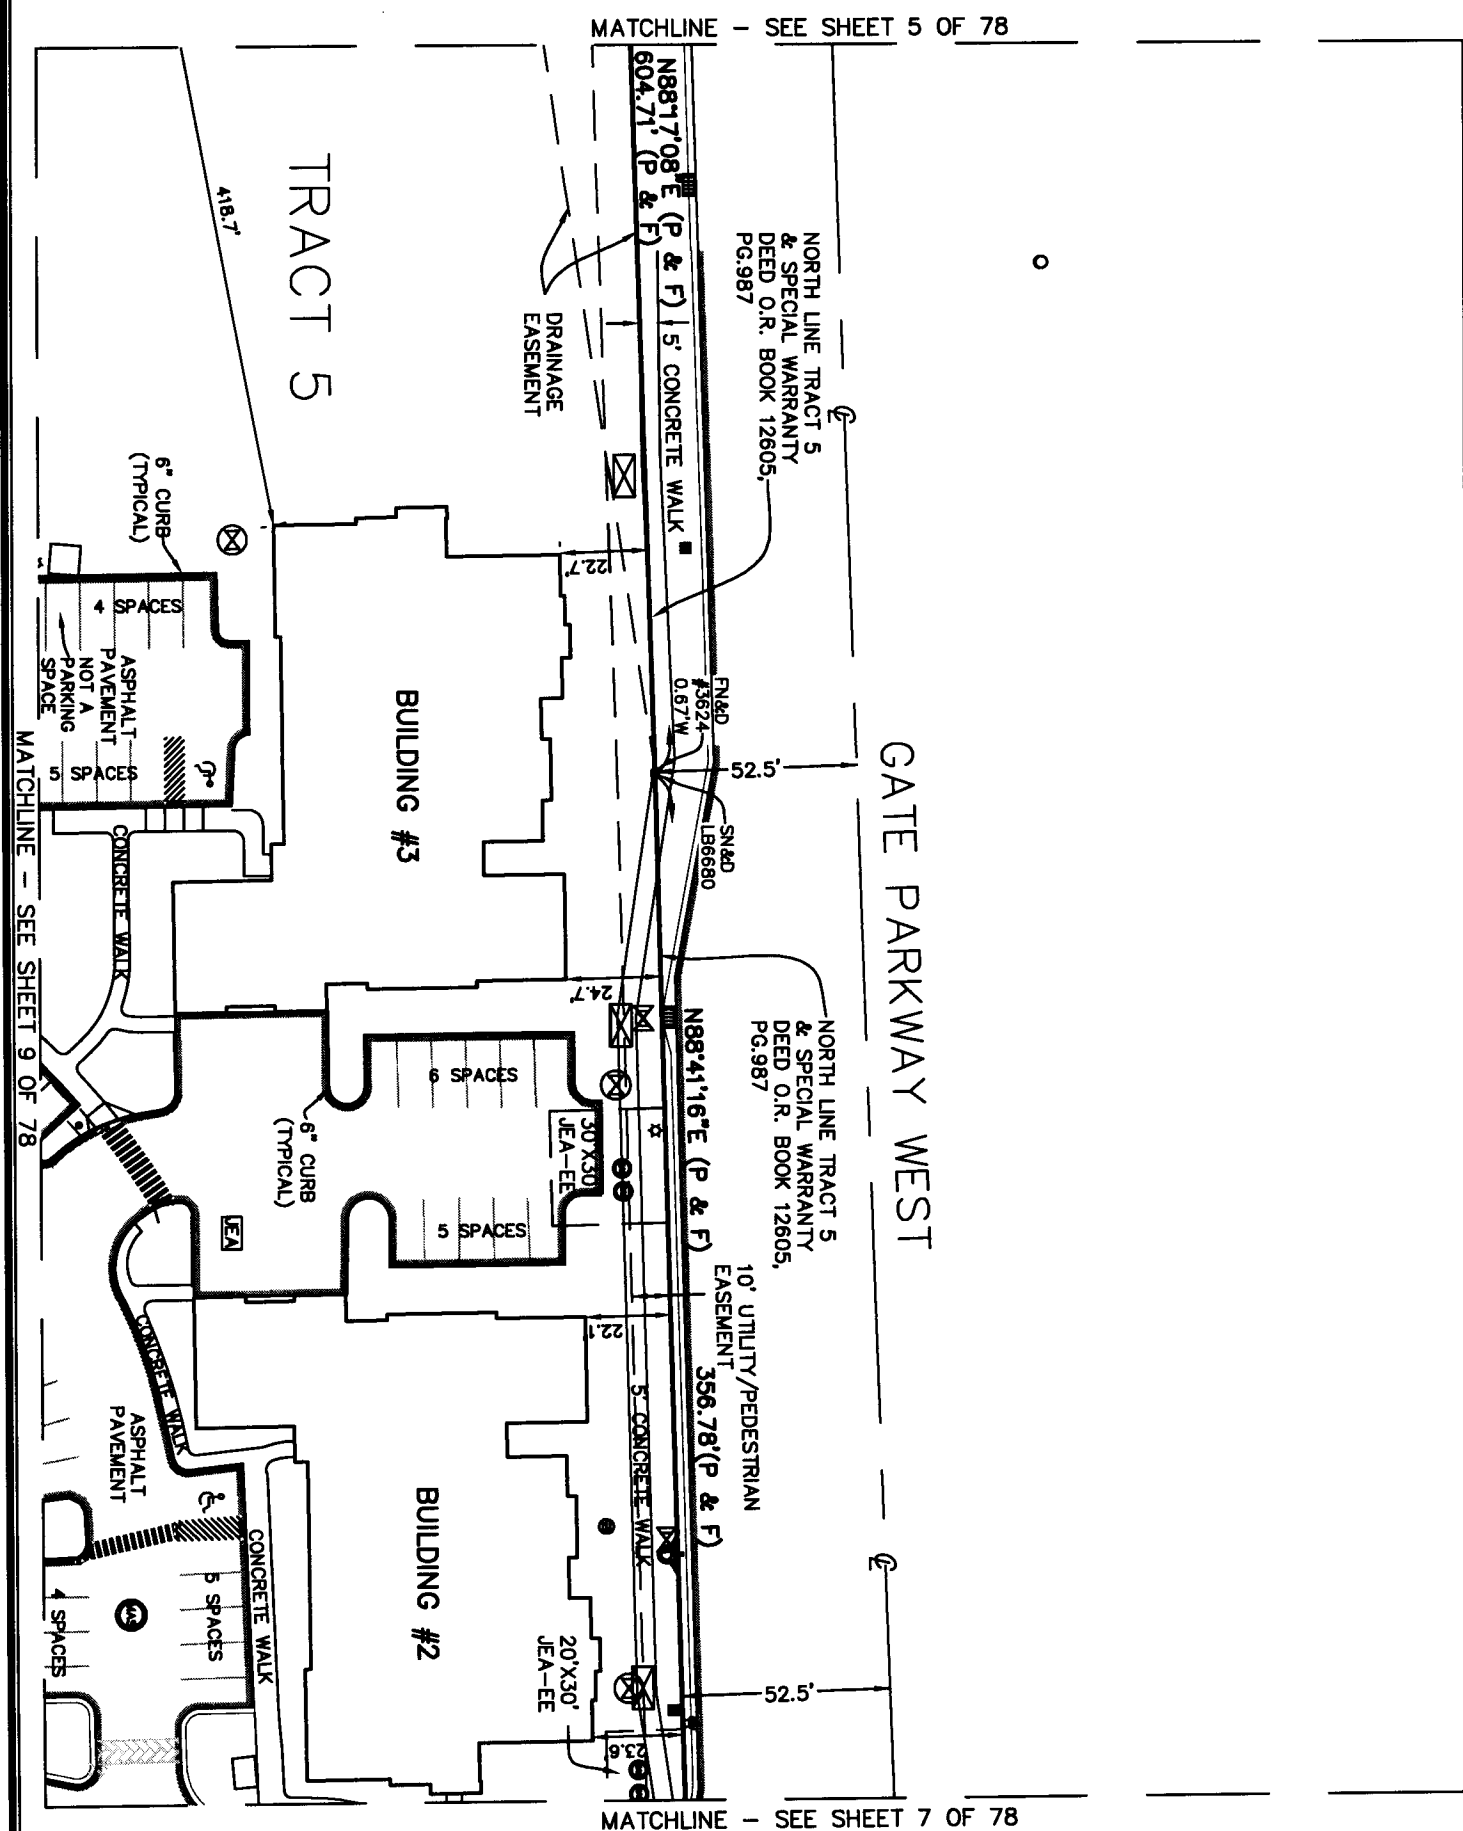 MATCHLINE - SEE SHEET 5 OF 78
N88°17'08"E (P & F)
604.71' (P & F)
TRACT 5
418.7'
DRAINAGE
EASEMENT
5' CONCRETE WALK
NORTH LINE TRACT 5
& SPECIAL WARRANTY
DEED O.R. BOOK 12605,
PG.987
6" CURB
(TYPICAL)
22.7'
4 SPACES
ASPHALT
PAVEMENT
NOT A
PARKING
SPACE
5 SPACES
BUILDING #3
FN&D
#3624
0.67'W
52.5'
SN&D
LB6680
GATE PARKWAY WEST
MATCHLINE - SEE SHEET 9 OF 78
CONCRETE WALK
24.7'
NORTH LINE TRACT 5
& SPECIAL WARRANTY
DEED O.R. BOOK 12605,
PG.987
N88°41'16"E (P & F)
6 SPACES
6" CURB
(TYPICAL)
30'X30'
JEA-EE
5 SPACES
JEA
10' UTILITY/PEDESTRIAN
EASEMENT
356.78'(P & F)
22.1
CONCRETE WALK
5' CONCRETE WALK
ASPHALT
PAVEMENT
BUILDING #2
CONCRETE WALK
5 SPACES
4 SPACES
MAS
20'X30'
JEA-EE
52.5'
23.6'
MATCHLINE - SEE SHEET 7 OF 78